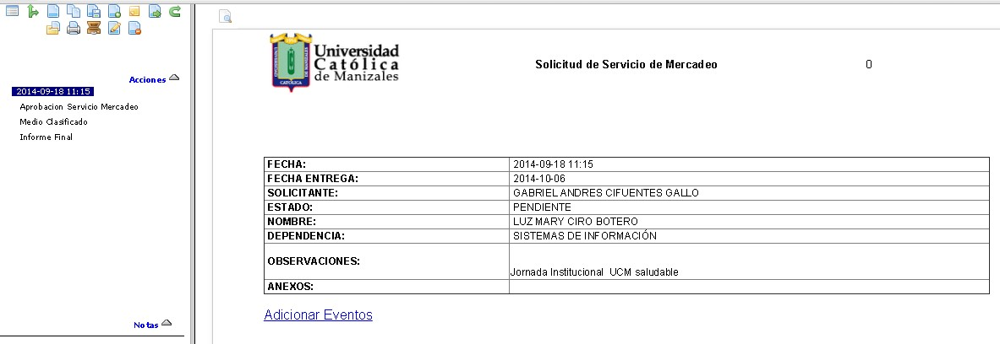 Acciones
2014-09-18 11:15
Aprobacion Servicio Mercadeo
Medio Clasificado
Informe Final
Notas
Universidad
Católica
de Manizales
Solicitud de Servicio de Mercadeo 0
FECHA: 2014-09-18 11:15
FECHA ENTREGA: 2014-10-06
SOLICITANTE: GABRIEL ANDRES CIFUENTES GALLO
ESTADO: PENDIENTE
NOMBRE: LUZ MARY CIRO BOTERO
DEPENDENCIA: SISTEMAS DE INFORMACIÓN
OBSERVACIONES: Jornada Institucional UCM saludable
ANEXOS:
Adicionar Eventos